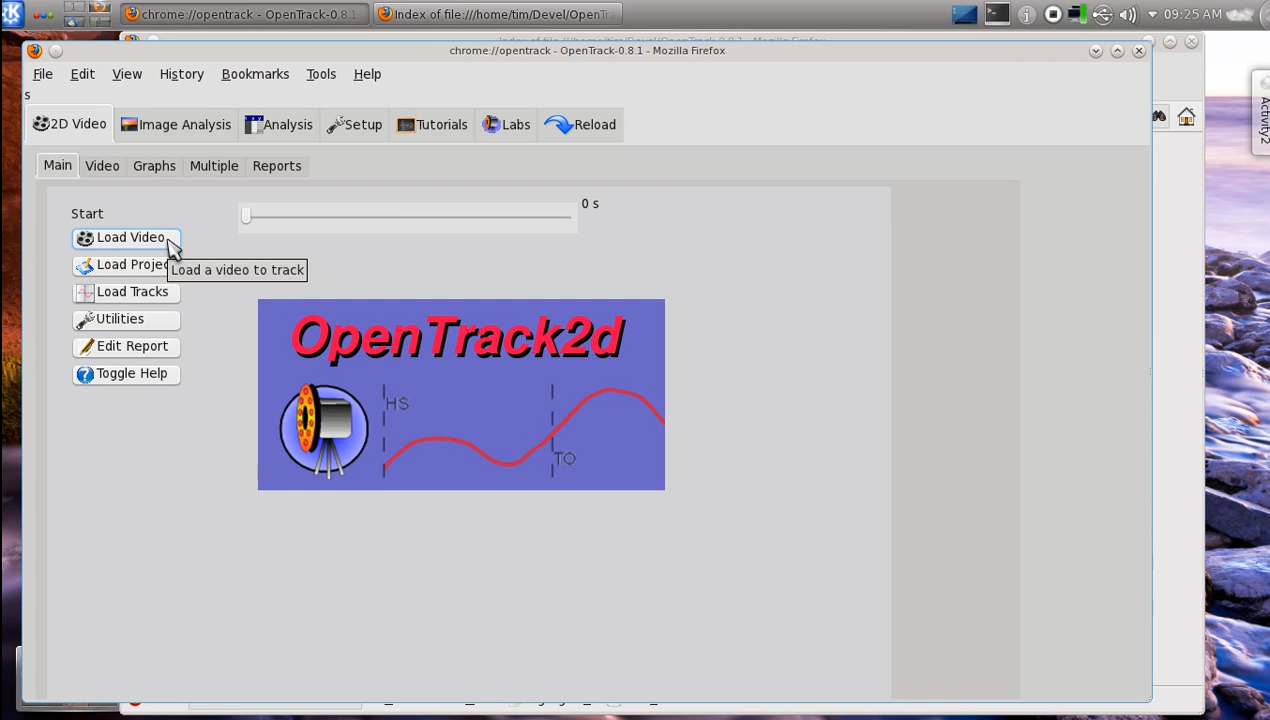 chrome://opentrack - OpenTrack-0.8.1
Index of file:///home/tim/Devel/OpenTra
09:25 AM
chrome://opentrack - OpenTrack-0.8.1 - Mozilla Firefox
File Edit View History Bookmarks Tools Help
s
2D Video Image Analysis Analysis Setup Tutorials Labs Reload
Activity2
Main Video Graphs Multiple Reports
0 s
Start
Load Video
Load Projec
Load a video to track
Load Tracks
Utilities
Edit Report
Toggle Help
OpenTrack2d
HS
TO